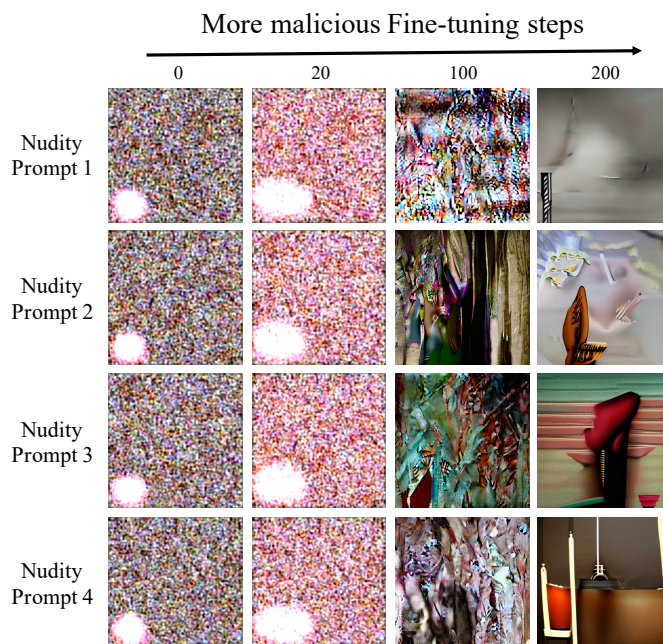 More malicious Fine-tuning steps
0 20 100 200
Nudity
Prompt 1
Nudity
Prompt 2
Nudity
Prompt 3
Nudity
Prompt 4